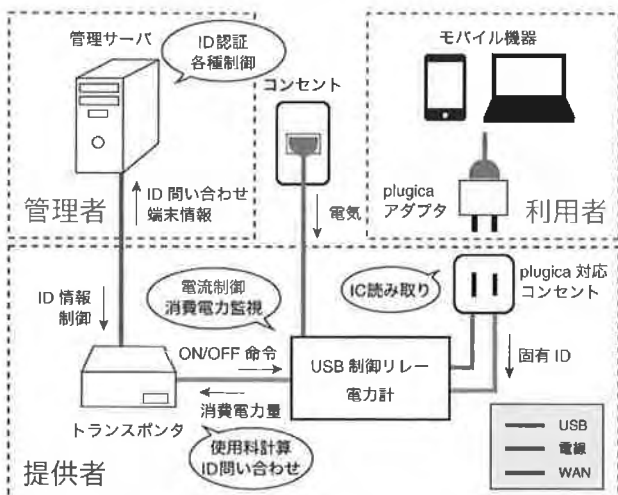 管理サーバ
ID認証
各種制御
コンセント
モバイル機器
管理者
ID 問い合わせ
端末情報
電気
plugica
アダプタ
利用者
ID 情報
制御
電流制御
消費電力監視
IC読み取り
plugica 対応
コンセント
ON/OFF 命令
USB 制御リレー
電力計
固有 ID
消費電力量
トランスポンタ
使用料計算
ID問い合わせ
提供者
USB
電線
WAN